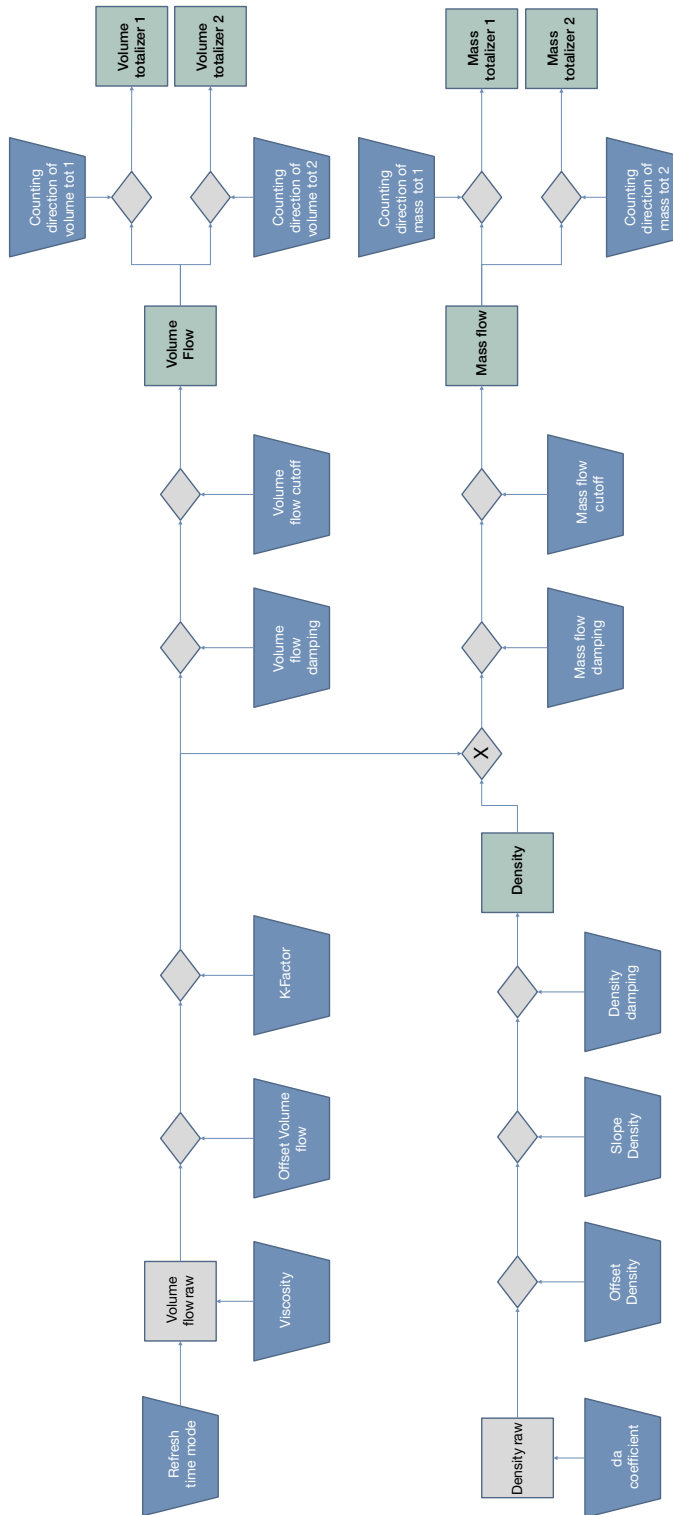 Refresh
time mode
Volume
flow raw
Viscosity
Offset Volume
flow
K-Factor
Volume
flow
damping
Volume
flow cutoff
Volume
Flow
Counting
direction of
volume tot 1
Counting
direction of
volume tot 2
Volume
totalizer 1
Volume
totalizer 2
da
coefficient
Density raw
Offset
Density
Slope
Density
Density
damping
Density
X
Mass flow
damping
Mass flow
cutoff
Mass flow
Counting
direction of
mass tot 1
Counting
direction of
mass tot 2
Mass
totalizer 1
Mass
totalizer 2